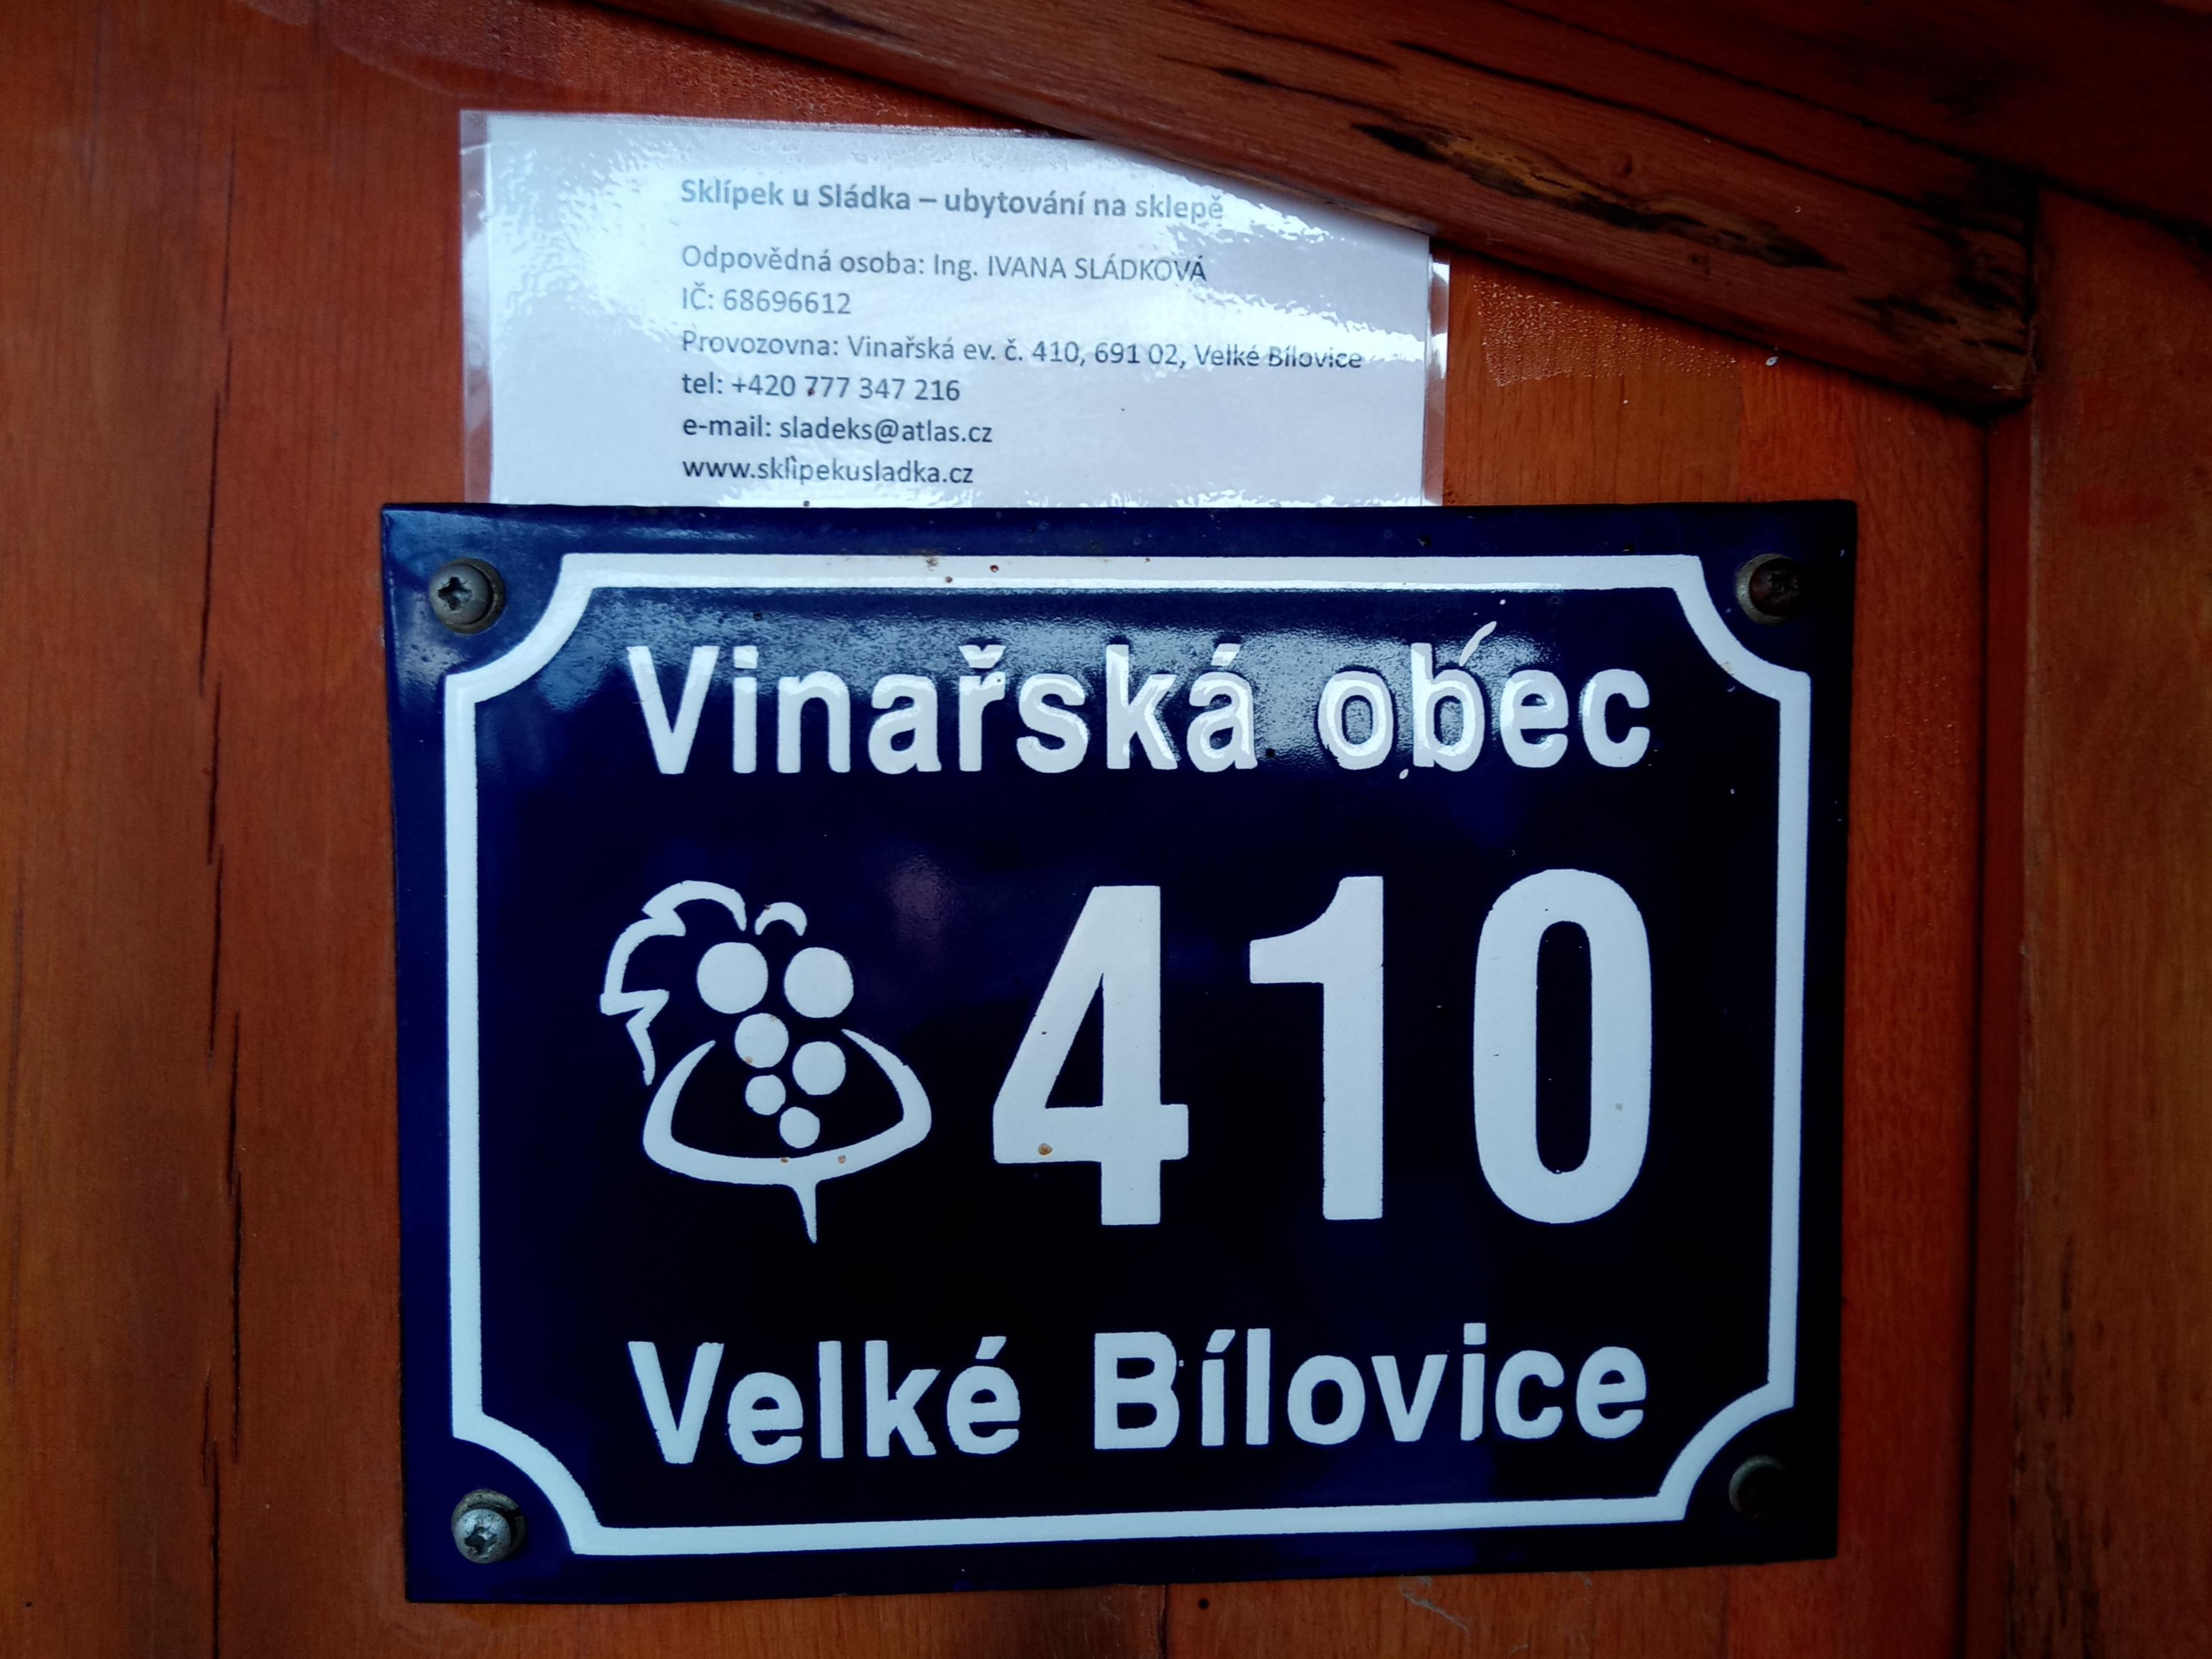 Sklípek u Sládka – ubytování na sklepě
Odpovědná osoba: Ing. IVANA SLÁDKOVÁ
IČ: 68696612
Provozovna: Vinařská ev. č. 410, 691 02, Velké Bílovice
tel: +420 777 347 216
e-mail: sladeks@atlas.cz
www.sklipekusladka.cz
Vinařská obec
410
Velké Bílovice